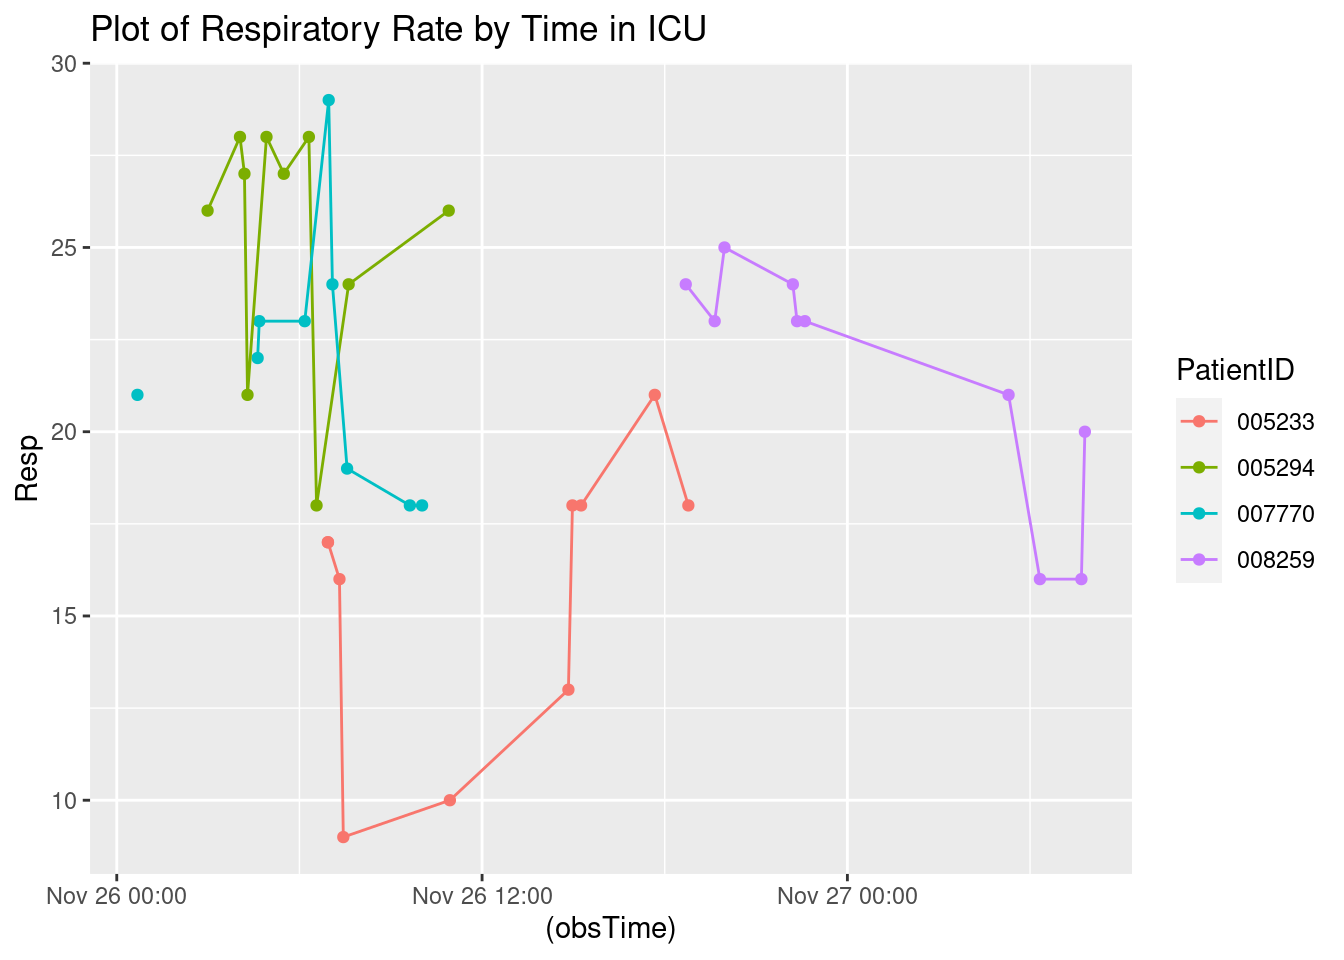 Plot of Respiratory Rate by Time in ICU
30
25
20
15
10
Resp
Nov 26 00:00
Nov 26 12:00
Nov 27 00:00
(obsTime)
PatientID
005233
005294
007770
008259